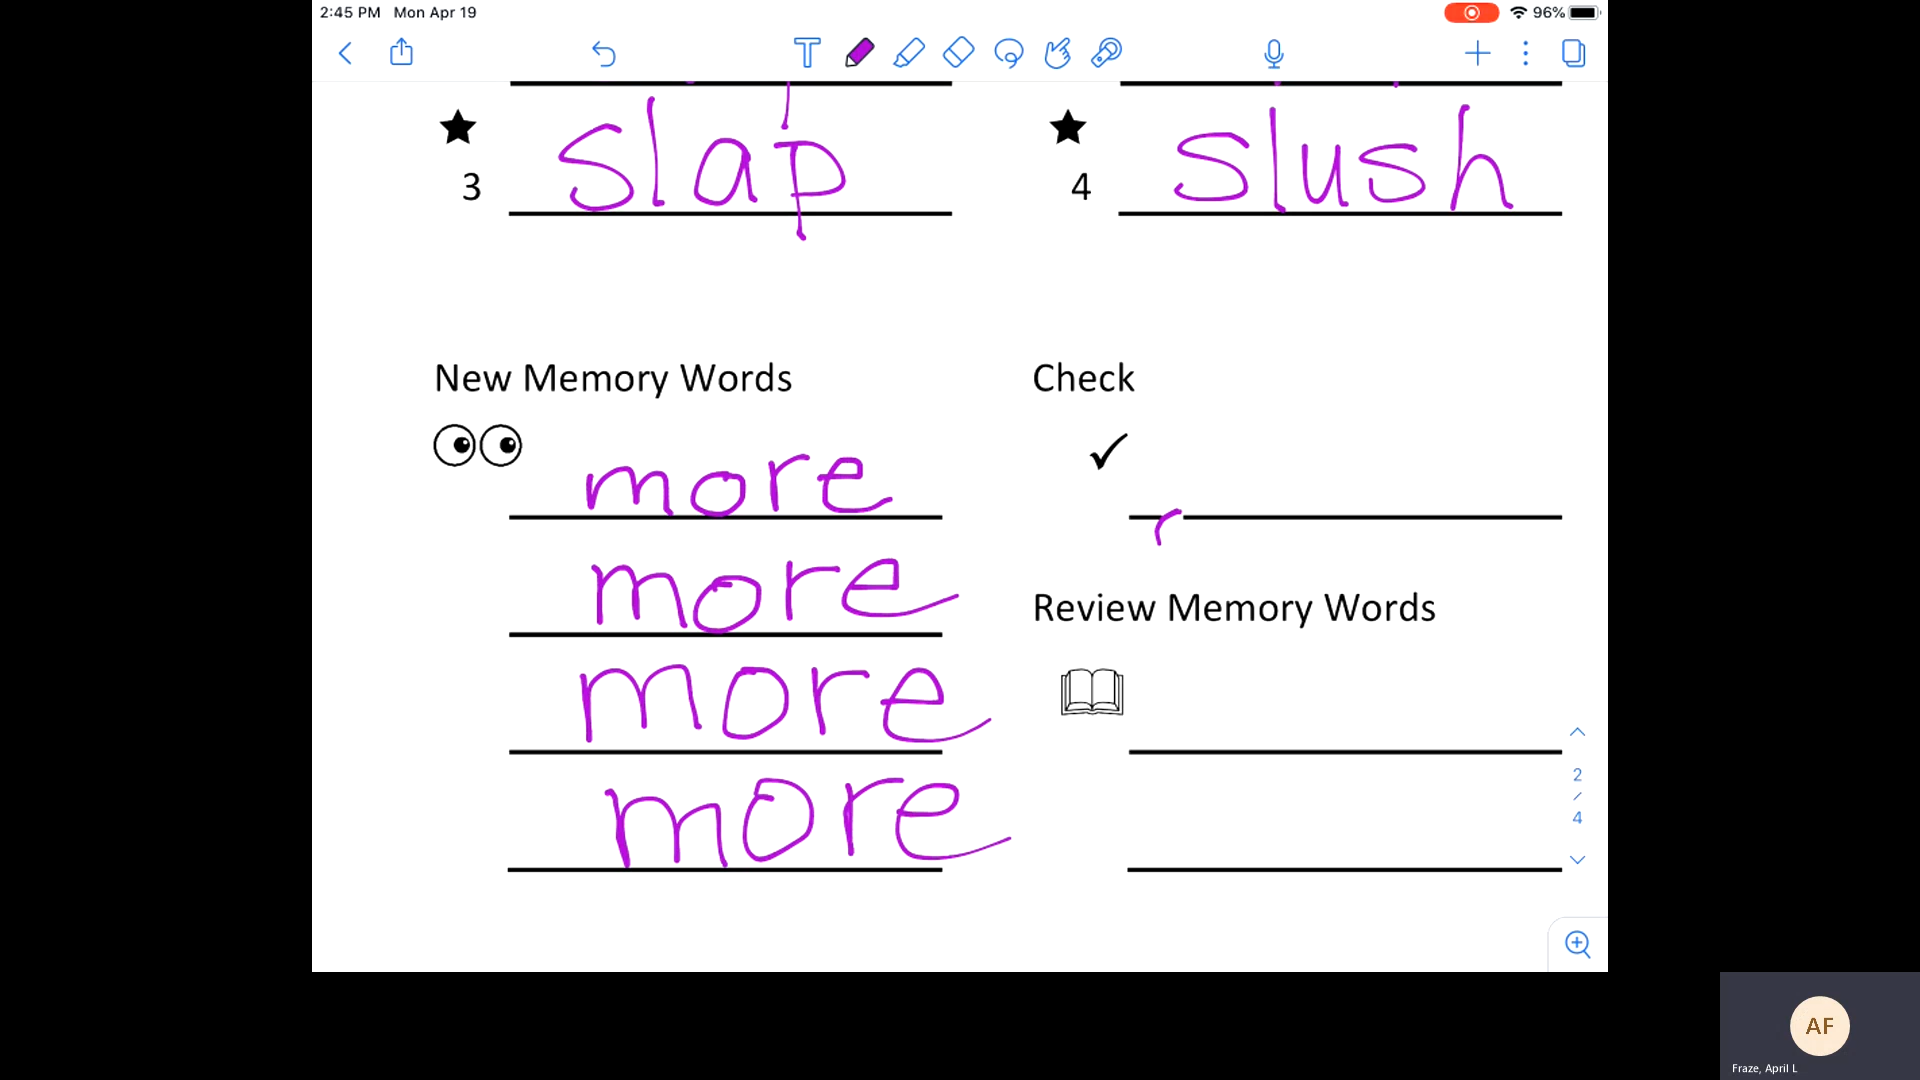 2:45 PM Mon Apr 19
96%
T
3 slap
4 slush
New Memory Words
Check
more
more
Review Memory Words
more
more
2
/
4
AF
Fraze, April L